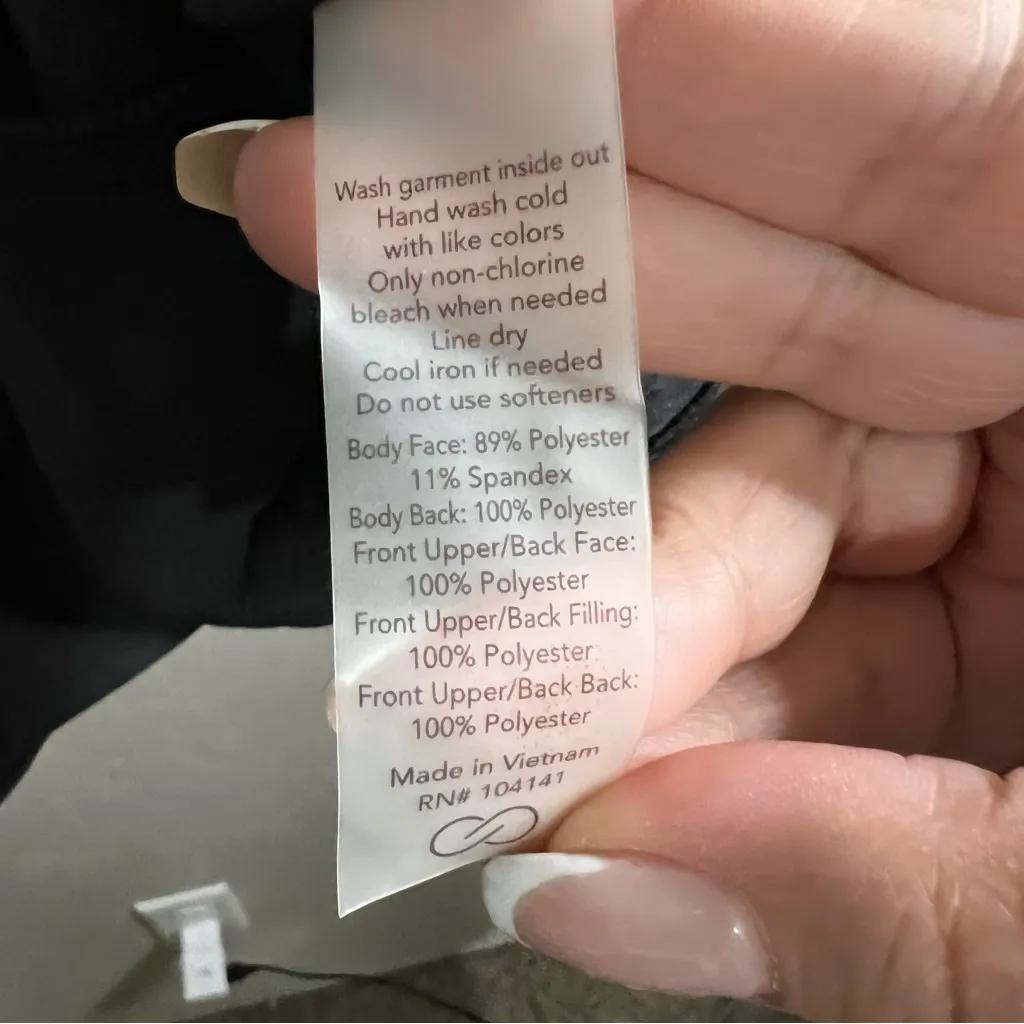 Wash garment inside out
Hand wash cold
with like colors
Only non-chlorine
bleach when needed
Line dry
Cool iron if needed
Do not use softeners
Body Face: 89% Polyester
11% Spandex
Body Back: 100% Polyester
Front Upper/Back Face:
100% Polyester
Front Upper/Back Filling:
100% Polyester
Front Upper/Back Back:
100% Polyester
Made in Vietnam
RN# 104141